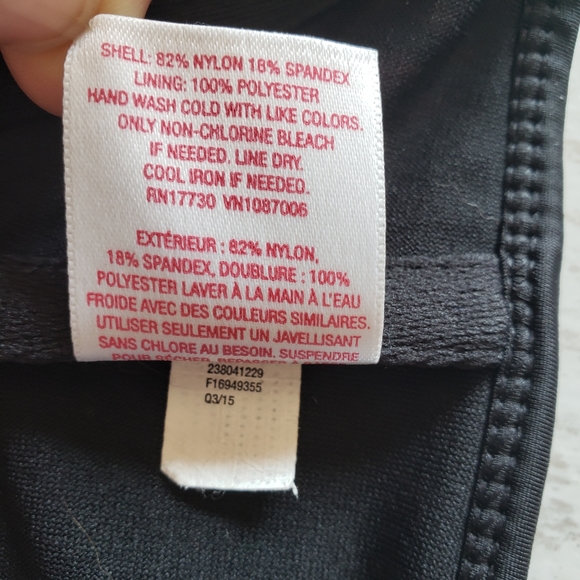 SHELL: 82% NYLON 18% SPANDEX
LINING: 100% POLYESTER
HAND WASH COLD WITH LIKE COLORS.
ONLY NON-CHLORINE BLEACH
IF NEEDED. LINE DRY.
COOL IRON IF NEEDED.
RN17730 VN1087006
EXTÉRIEUR : 82% NYLON,
18% SPANDEX, DOUBLURE : 100%
POLYESTER LAVER À LA MAIN À L'EAU
FROIDE AVEC DES COULEURS SIMILAIRES.
UTILISER SEULEMENT UN JAVELLISANT
SANS CHLORE AU BESOIN. SUSPENDRE
POUR SÉCHER. REPASSER À
238041229
F16949355
Q3/15